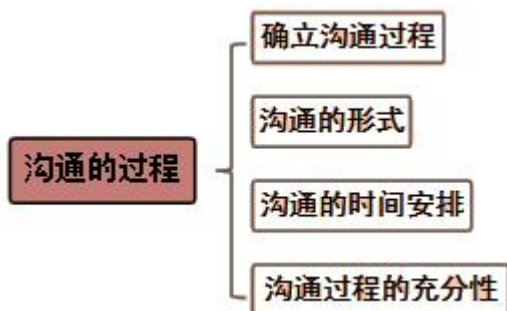 沟通的过程
确立沟通过程
沟通的形式
沟通的时间安排
沟通过程的充分性